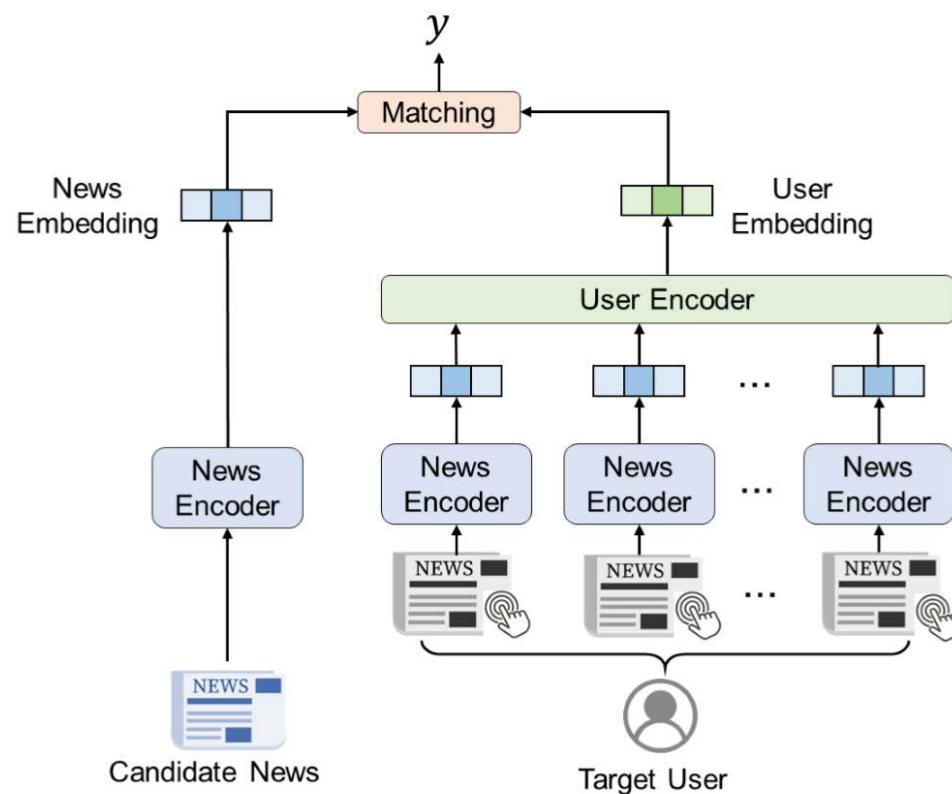 y
Matching
News
Embedding
User
Embedding
User Encoder
...
News
Encoder
News
Encoder
News
Encoder
...
News
Encoder
NEWS
NEWS
...
NEWS
NEWS
Candidate News
Target User